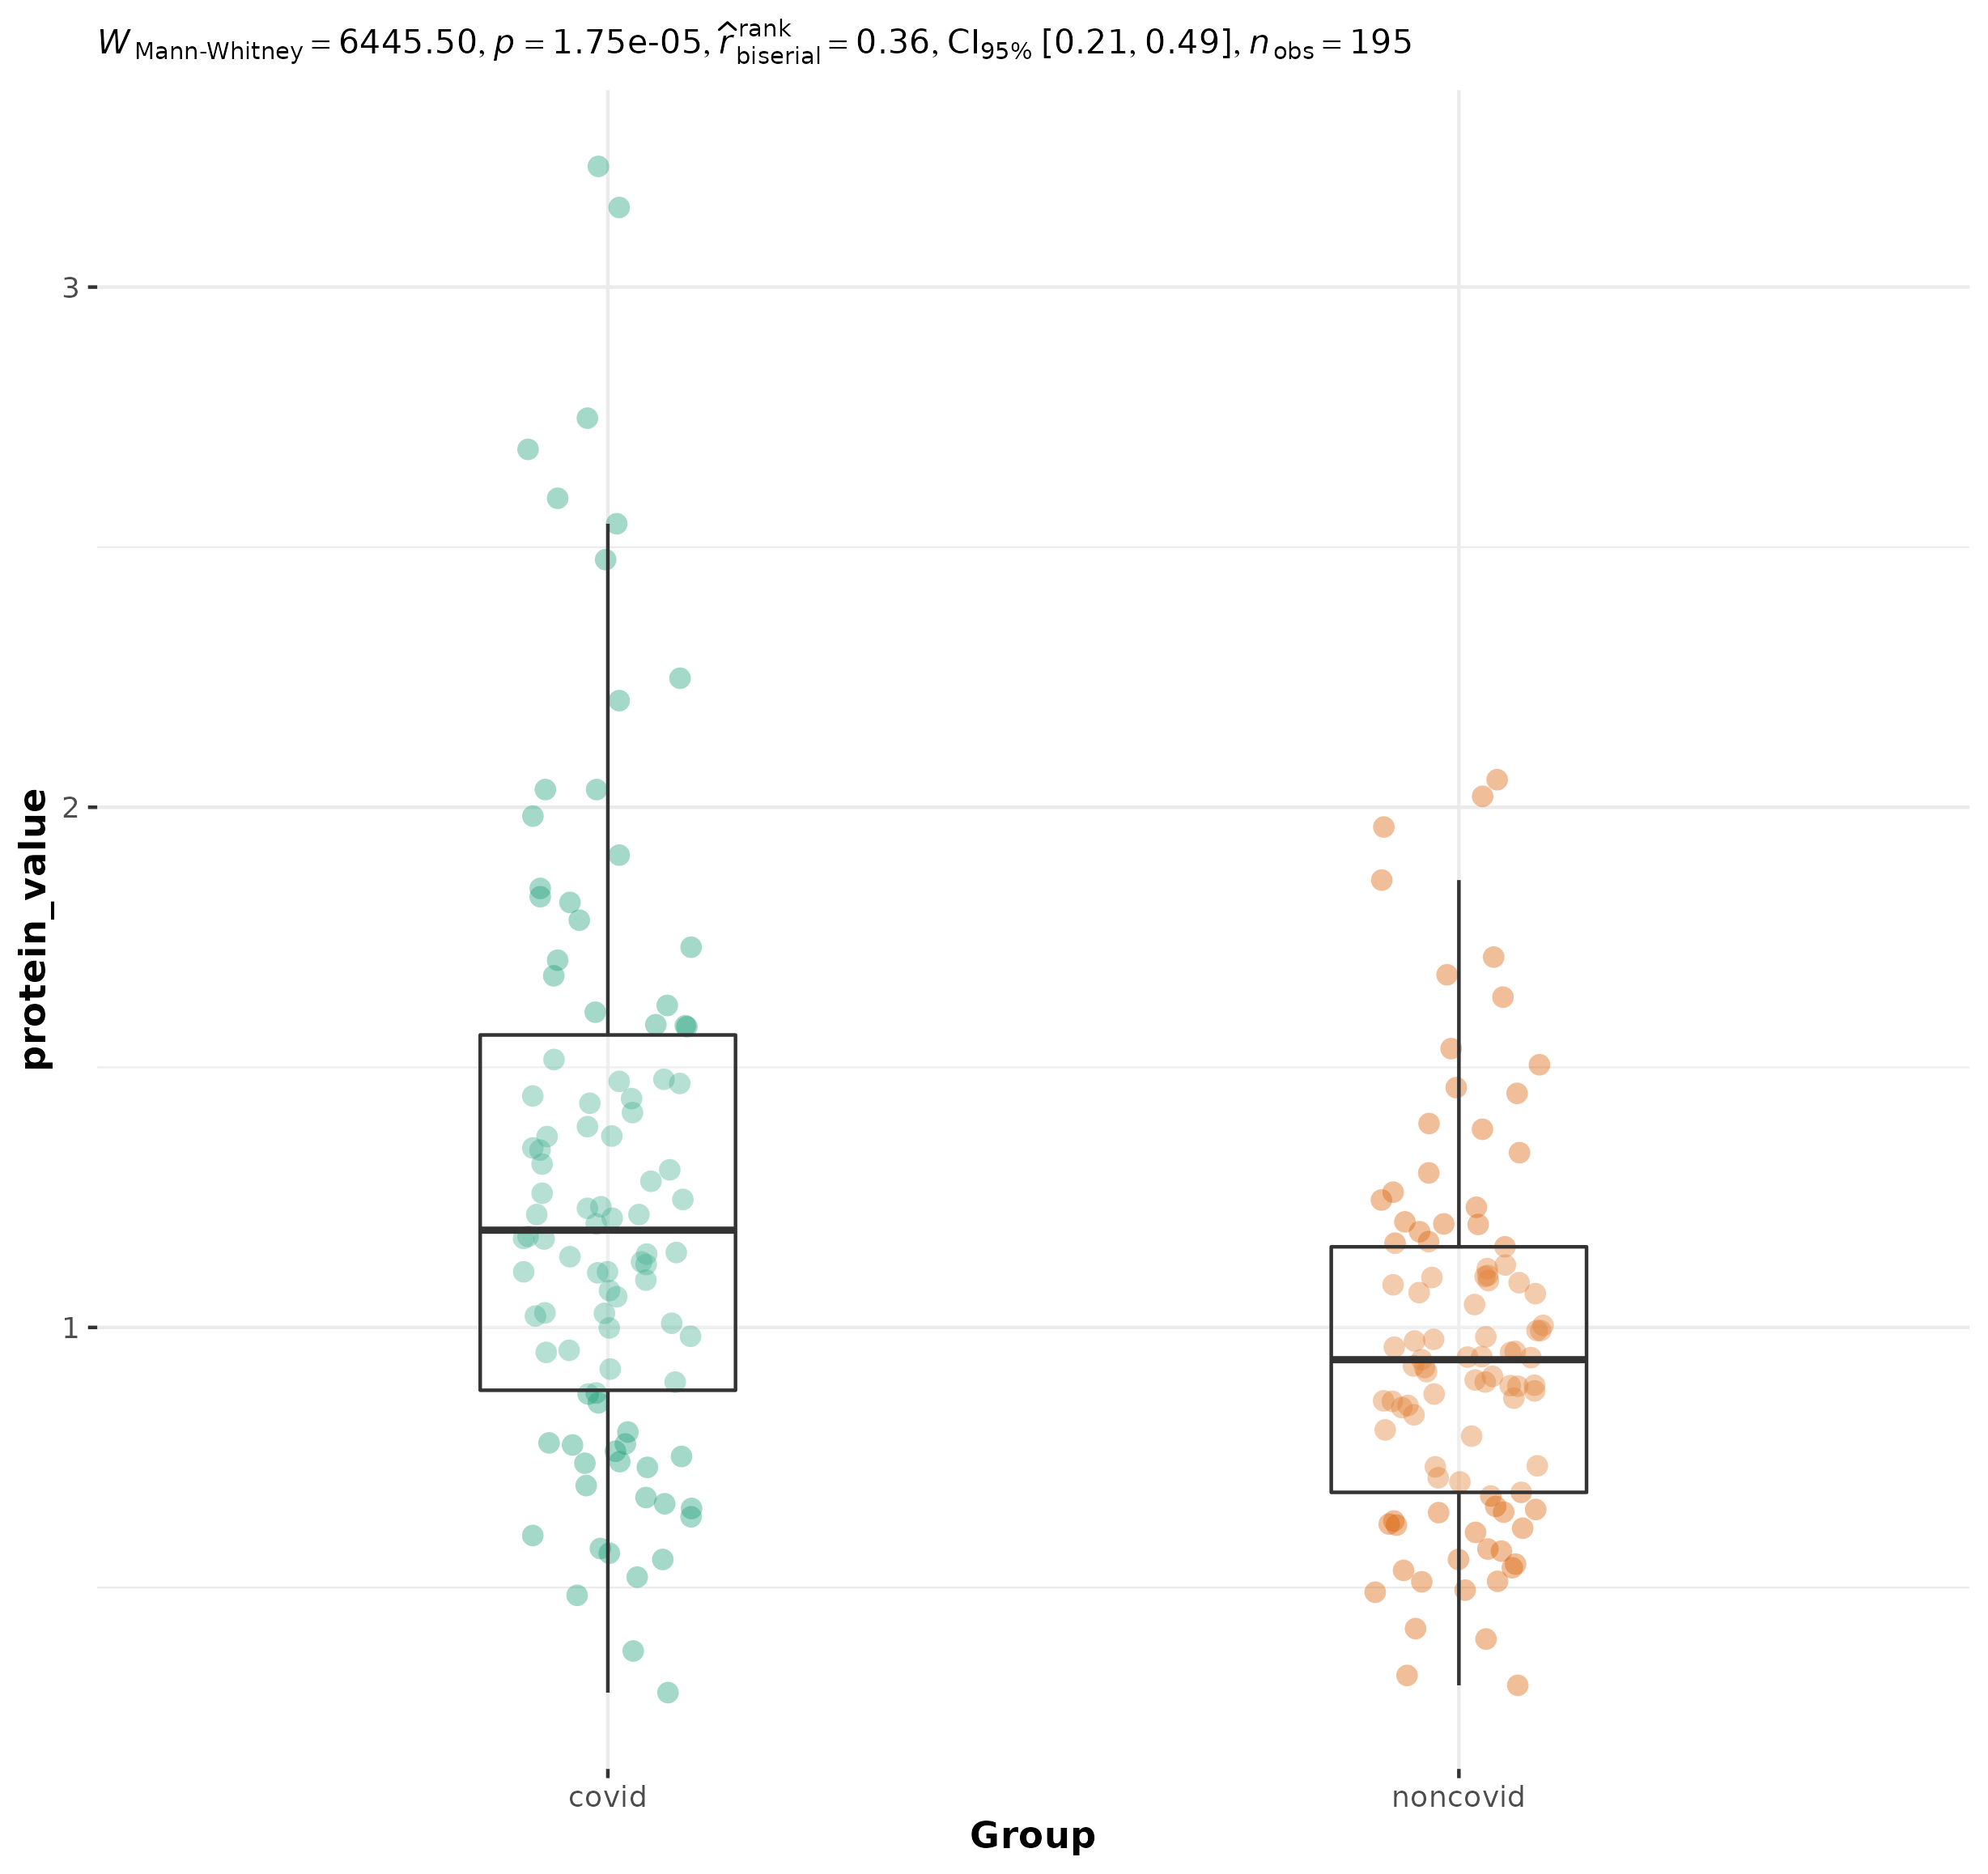 W Mann-Whitney = 6445.50, p = 1.75e-05, r̂ rank biserial = 0.36, CI95% [0.21, 0.49], nobs = 195
3
2
1
protein_value
covid noncovid
Group